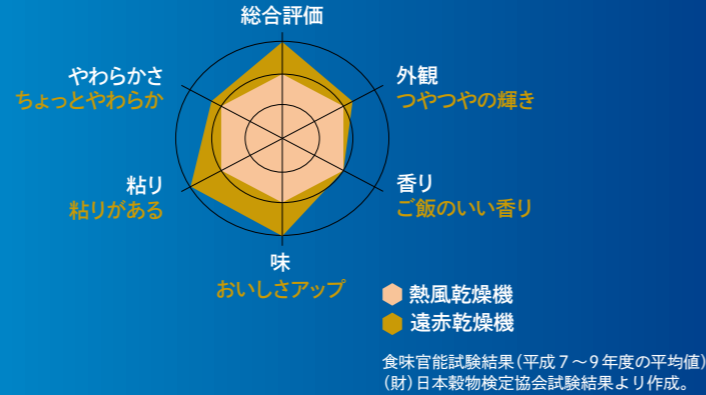 総合評価
外観
つやつやの輝き
香り
ご飯のいい香り
味
おいしさアップ
粘り
粘りがある
やわらかさ
ちょっとやわらか
熱風乾燥機
遠赤乾燥機
食味官能試験結果(平成7〜9年度の平均値)
(財)日本穀物検定協会試験結果より作成。